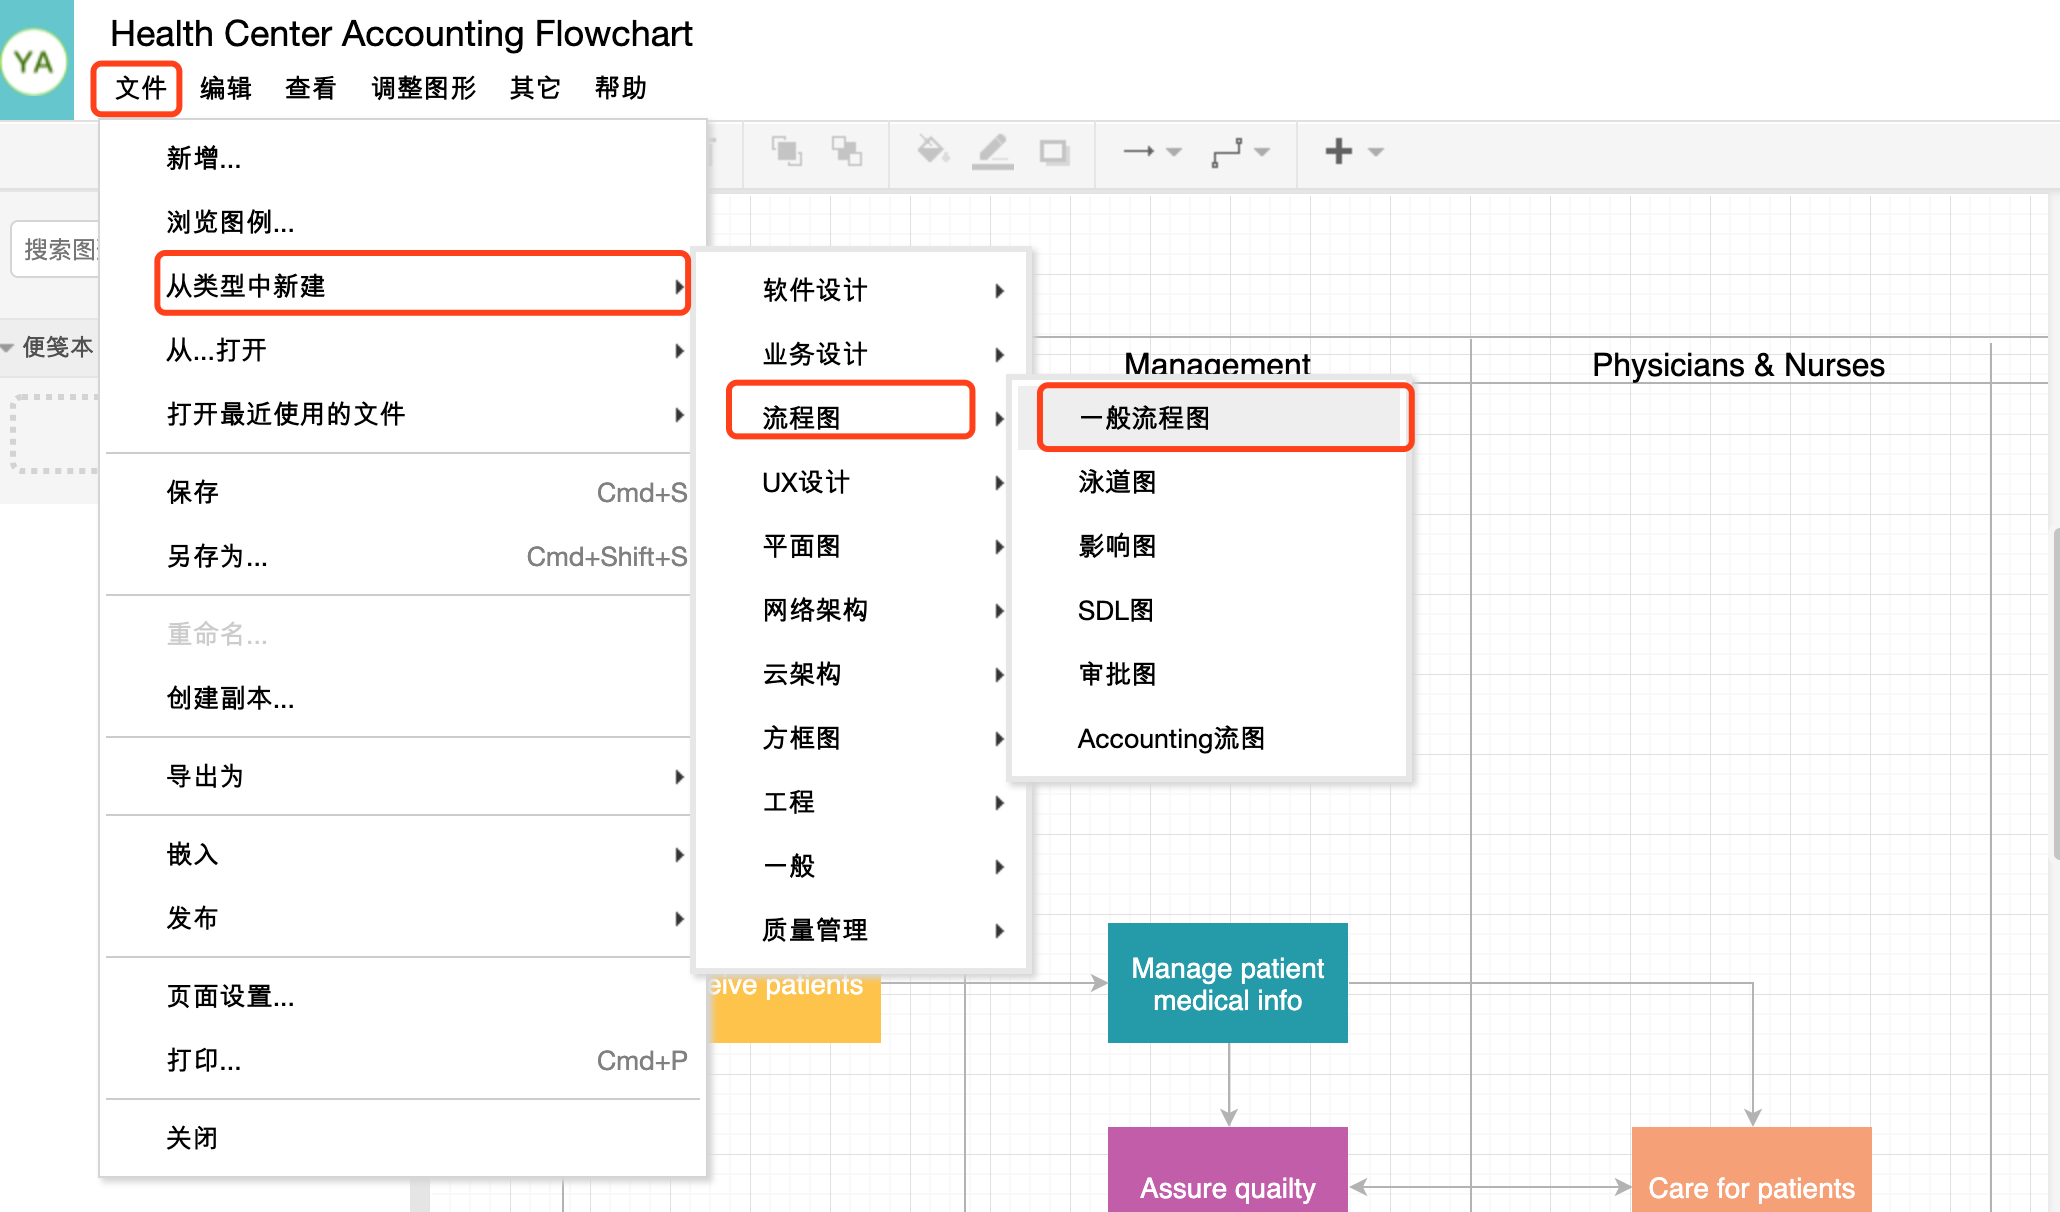 YA
Health Center Accounting Flowchart
文件 编辑 查看 调整图形 其它 帮助
新增...
浏览图例...
从类型中新建
从...打开
打开最近使用的文件
保存 Cmd+S
另存为... Cmd+Shift+S
重命名...
创建副本...
导出为
嵌入
发布
页面设置...
打印... Cmd+P
关闭
搜索图
便笺本
软件设计
业务设计
流程图
UX设计
平面图
网络架构
云架构
方框图
工程
一般
质量管理
一般流程图
泳道图
影响图
SDL图
审批图
Accounting流图
Management
Physicians & Nurses
eive patients
Manage patient
medical info
Assure quailty
Care for patients